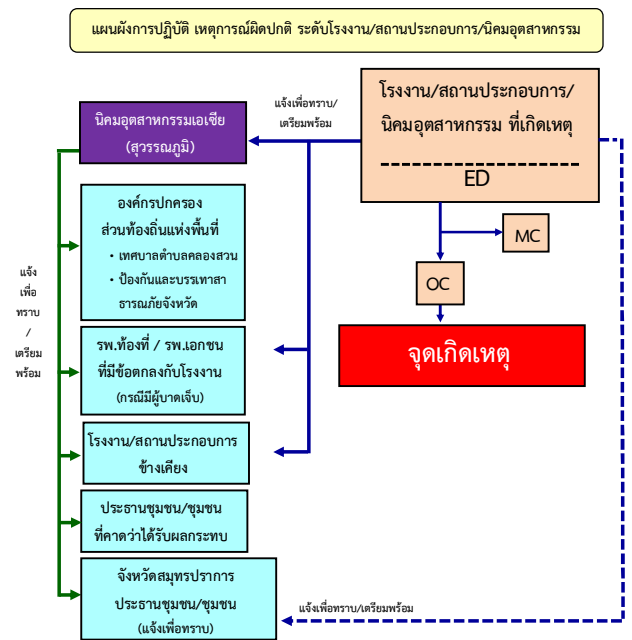 แผนผังการปฏิบัติ เหตุการณ์ผิดปกติ ระดับโรงงาน/สถานประกอบการ/นิคมอุตสาหกรรม
โรงงาน/สถานประกอบการ/
นิคมอุตสาหกรรม ที่เกิดเหตุ
ED
แจ้งเพื่อทราบ/
เตรียมพร้อม
นิคมอุตสาหกรรมเอเซีย
(สุวรรณภูมิ)
MC
OC
จุดเกิดเหตุ
องค์กรปกครอง
ส่วนท้องถิ่นแห่งพื้นที่
• เทศบาลตำบลคลองสวน
• ป้องกันและบรรเทาสา
ธารณภัยจังหวัด
แจ้ง
เพื่อ
ทราบ
/
เตรียม
พร้อม
รพ.ท้องที่ / รพ.เอกชน
ที่มีข้อตกลงกับโรงงาน
(กรณีมีผู้บาดเจ็บ)
โรงงาน/สถานประกอบการ
ข้างเคียง
ประธานชุมชน/ชุมชน
ที่คาดว่าได้รับผลกระทบ
จังหวัดสมุทรปราการ
ประธานชุมชน/ชุมชน
(แจ้งเพื่อทราบ)
แจ้งเพื่อทราบ/เตรียมพร้อม